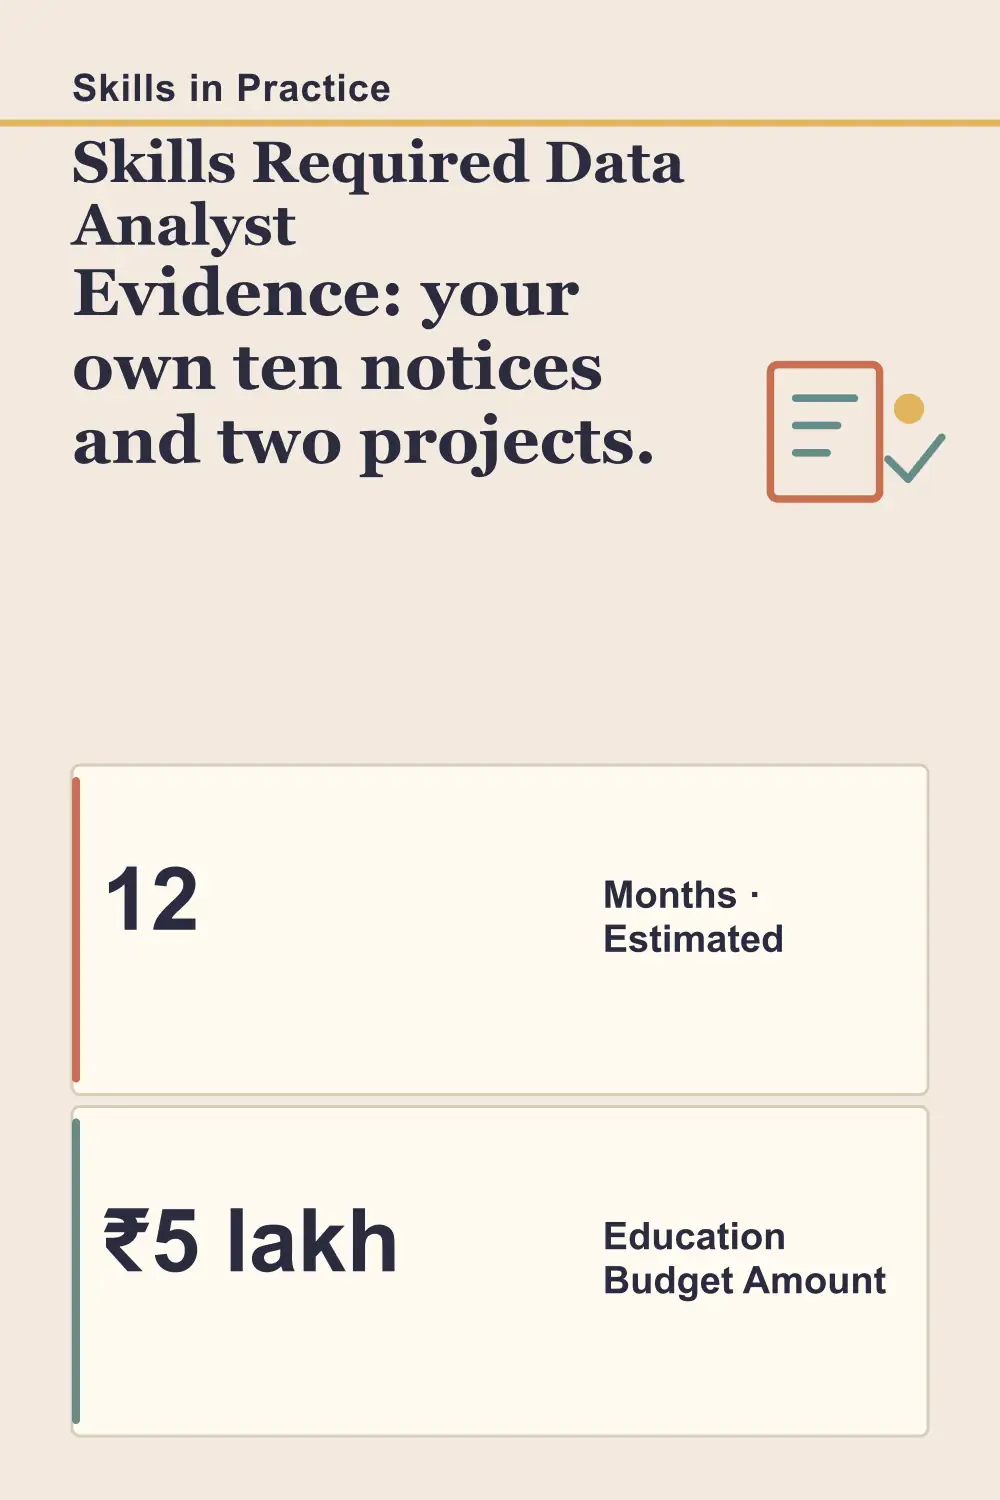 Skills in Practice
Skills Required Data
Analyst
Evidence: your
own ten notices
and two projects.
12
Months ·
Estimated
₹5 lakh
Education
Budget Amount